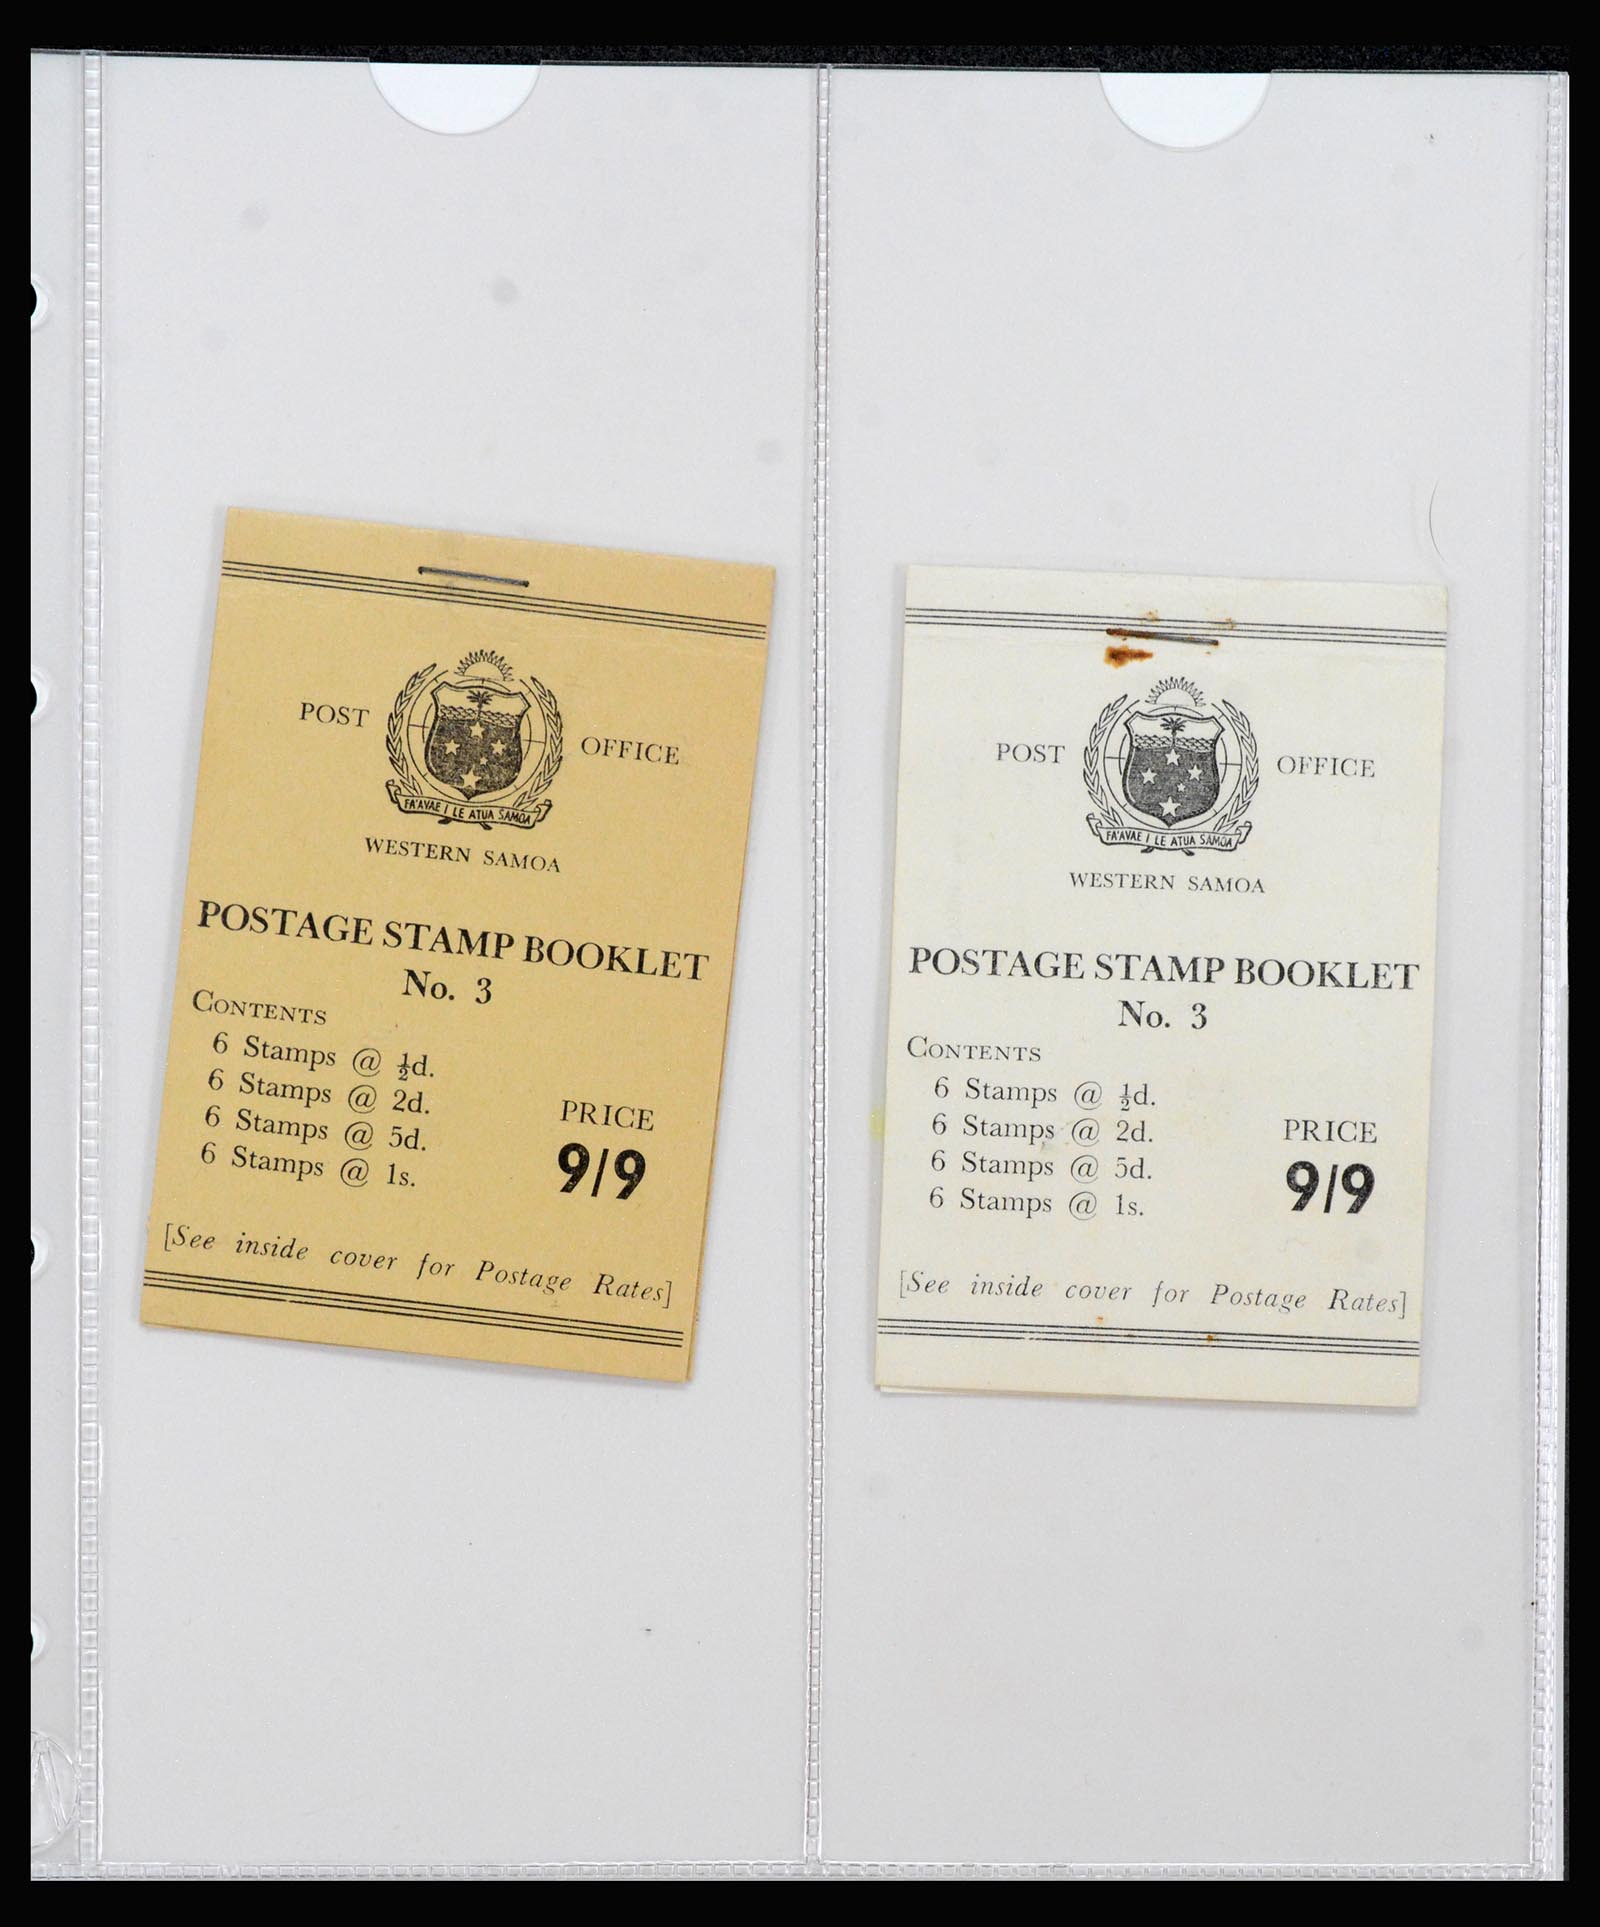 POST OFFICE
FA'AVAE I LE ATUA SAMOA
WESTERN SAMOA
POSTAGE STAMP BOOKLET
No. 3
CONTENTS
6 Stamps @ ½d.
6 Stamps @ 2d.
6 Stamps @ 5d.
6 Stamps @ 1s.
PRICE
9/9
[See inside cover for Postage Rates]
POST OFFICE
FA'AVAE I LE ATUA SAMOA
WESTERN SAMOA
POSTAGE STAMP BOOKLET
No. 3
CONTENTS
6 Stamps @ ½d.
6 Stamps @ 2d.
6 Stamps @ 5d.
6 Stamps @ 1s.
PRICE
9/9
[See inside cover for Postage Rates]